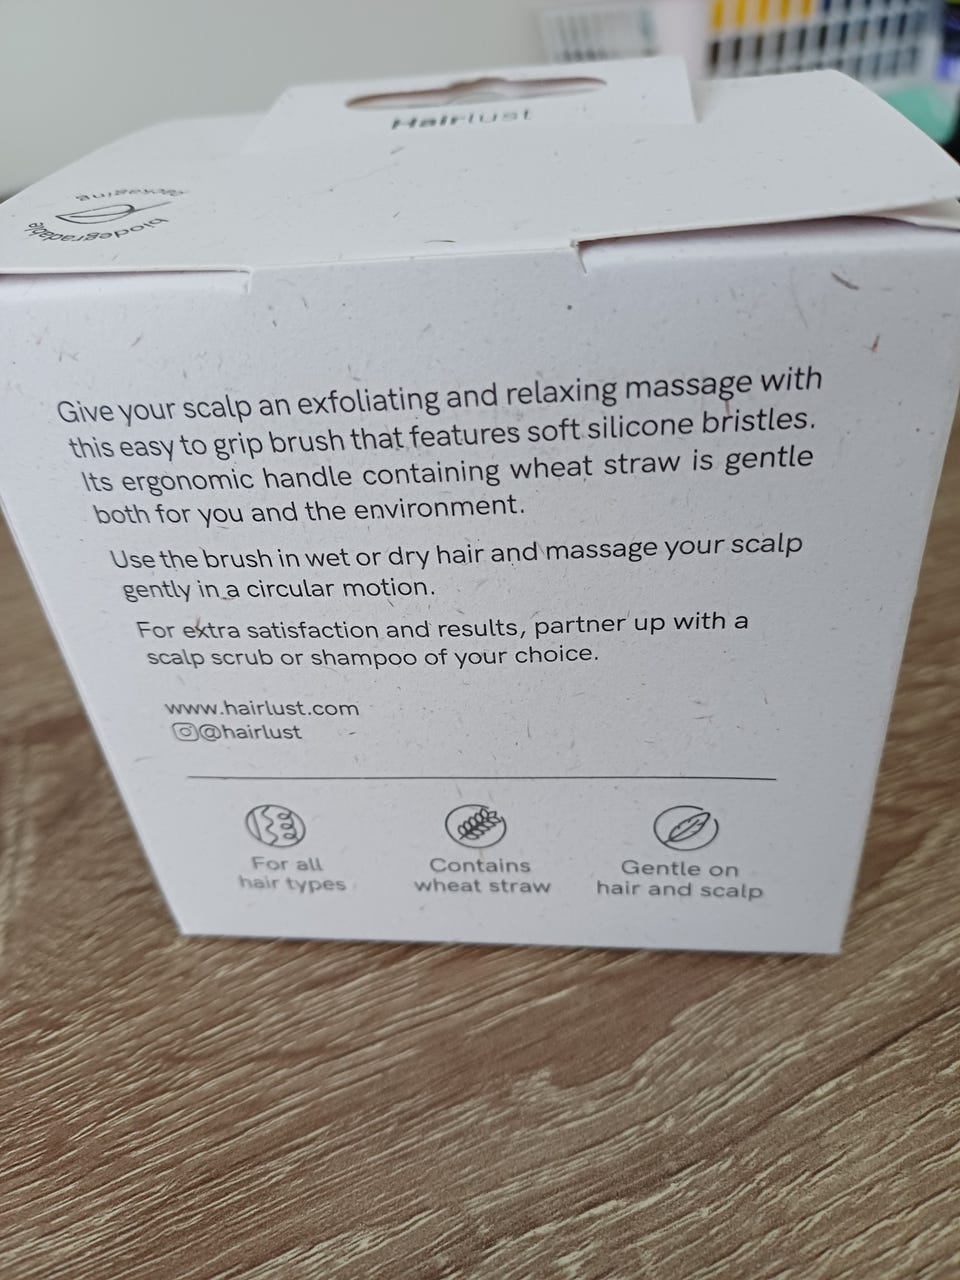 Hairlust
biodegradable
packaging
Give your scalp an exfoliating and relaxing massage with
this easy to grip brush that features soft silicone bristles.
Its ergonomic handle containing wheat straw is gentle
both for you and the environment.
Use the brush in wet or dry hair and massage your scalp
gently in a circular motion.
For extra satisfaction and results, partner up with a
scalp scrub or shampoo of your choice.
www.hairlust.com
@hairlust
For all
hair types
Contains
wheat straw
Gentle on
hair and scalp